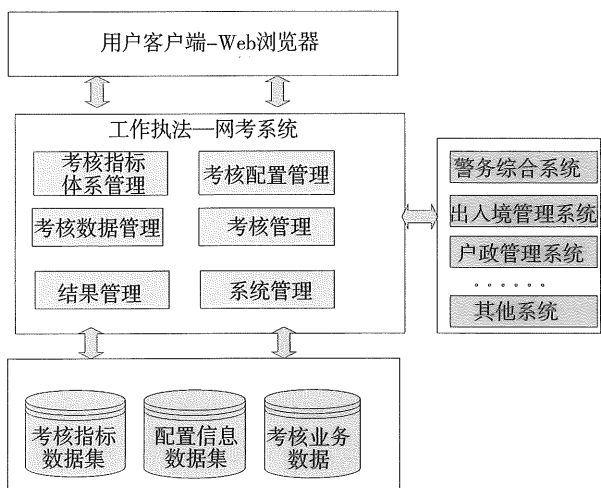 用户客户端-Web浏览器
工作执法—网考系统
考核指标
体系管理
考核配置管理
考核数据管理
考核管理
结果管理
系统管理
警务综合系统
出入境管理系统
户政管理系统
......
其他系统
考核指标
数据集
配置信息
数据集
考核业务
数据